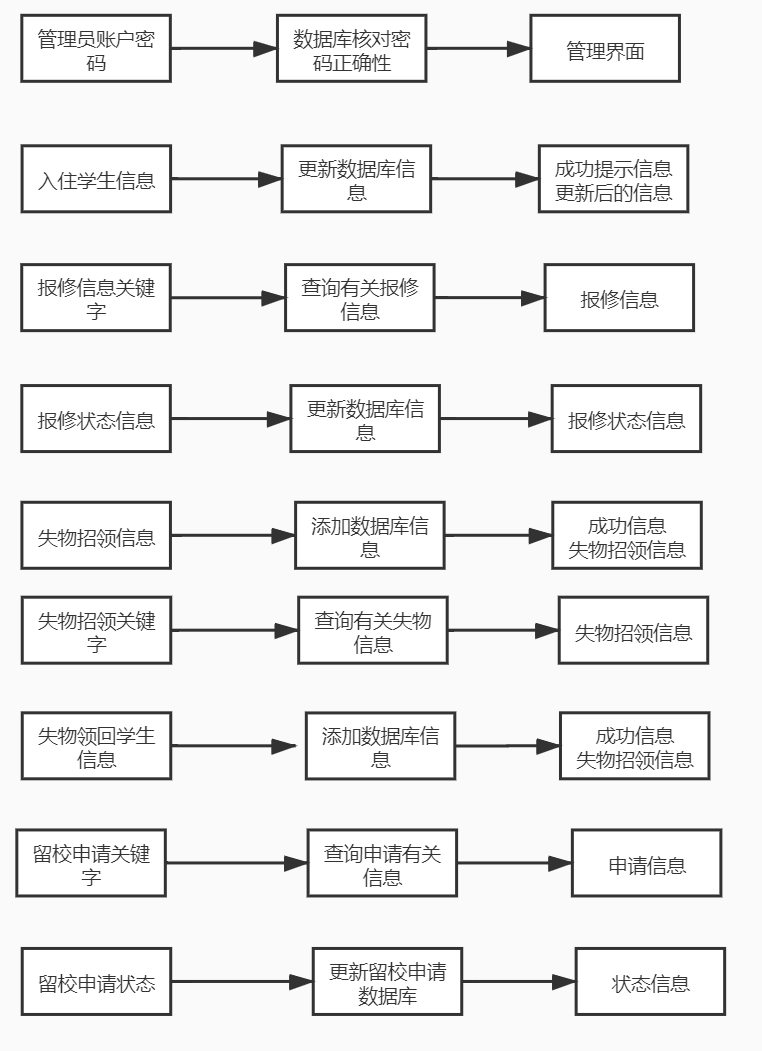 管理员账户密
码
数据库核对密
码正确性
管理界面
入住学生信息
更新数据库信
息
成功提示信息
更新后的信息
报修信息关键
字
查询有关报修
信息
报修信息
报修状态信息
更新数据库信
息
报修状态信息
失物招领信息
添加数据库信
息
成功信息
失物招领信息
失物招领关键
字
查询有关失物
信息
失物招领信息
失物领回学生
信息
添加数据库信
息
成功信息
失物招领信息
留校申请关键
字
查询申请有关
信息
申请信息
留校申请状态
更新留校申请
数据库
状态信息